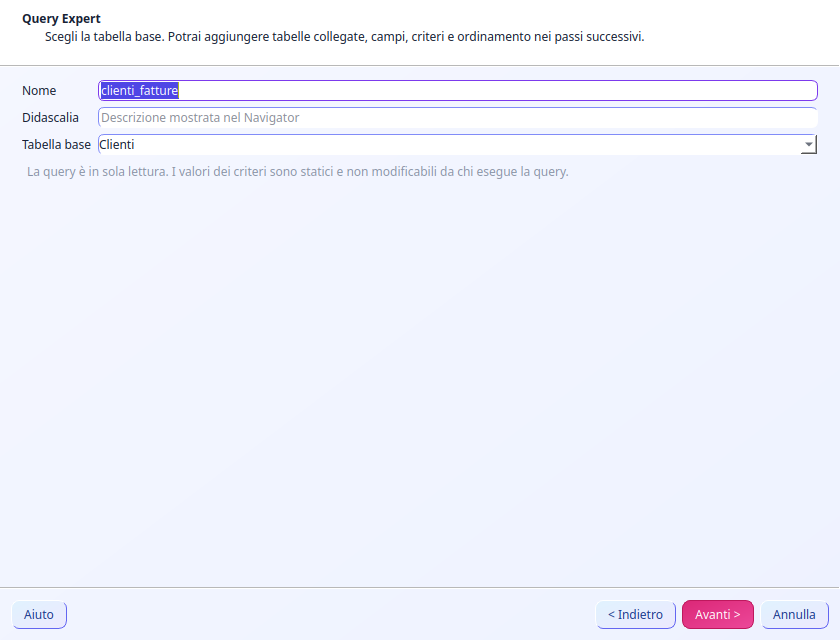 Query Expert
Scegli la tabella base. Potrai aggiungere tabelle collegate, campi, criteri e ordinamento nei passi successivi.
Nome clienti_fatture
Didascalia Descrizione mostrata nel Navigator
Tabella base Clienti
La query è in sola lettura. I valori dei criteri sono statici e non modificabili da chi esegue la query.
Aiuto < Indietro Avanti > Annulla